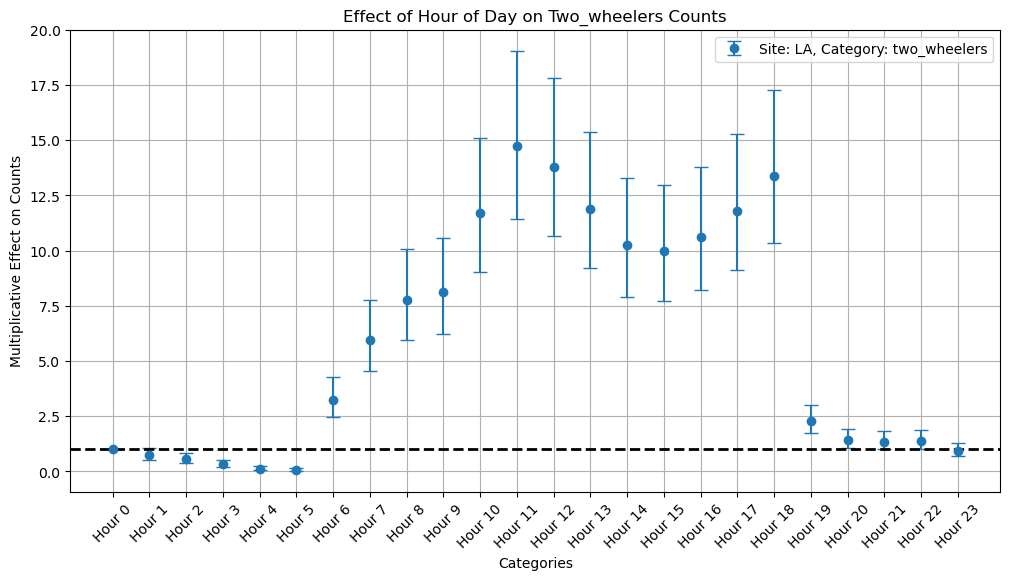 Effect of Hour of Day on Two_wheelers Counts
Site: LA, Category: two_wheelers
Multiplicative Effect on Counts
20.0
17.5
15.0
12.5
10.0
7.5
5.0
2.5
0.0
Hour 0
Hour 1
Hour 2
Hour 3
Hour 4
Hour 5
Hour 6
Hour 7
Hour 8
Hour 9
Hour 10
Hour 11
Hour 12
Hour 13
Hour 14
Hour 15
Hour 16
Hour 17
Hour 18
Hour 19
Hour 20
Hour 21
Hour 22
Hour 23
Categories